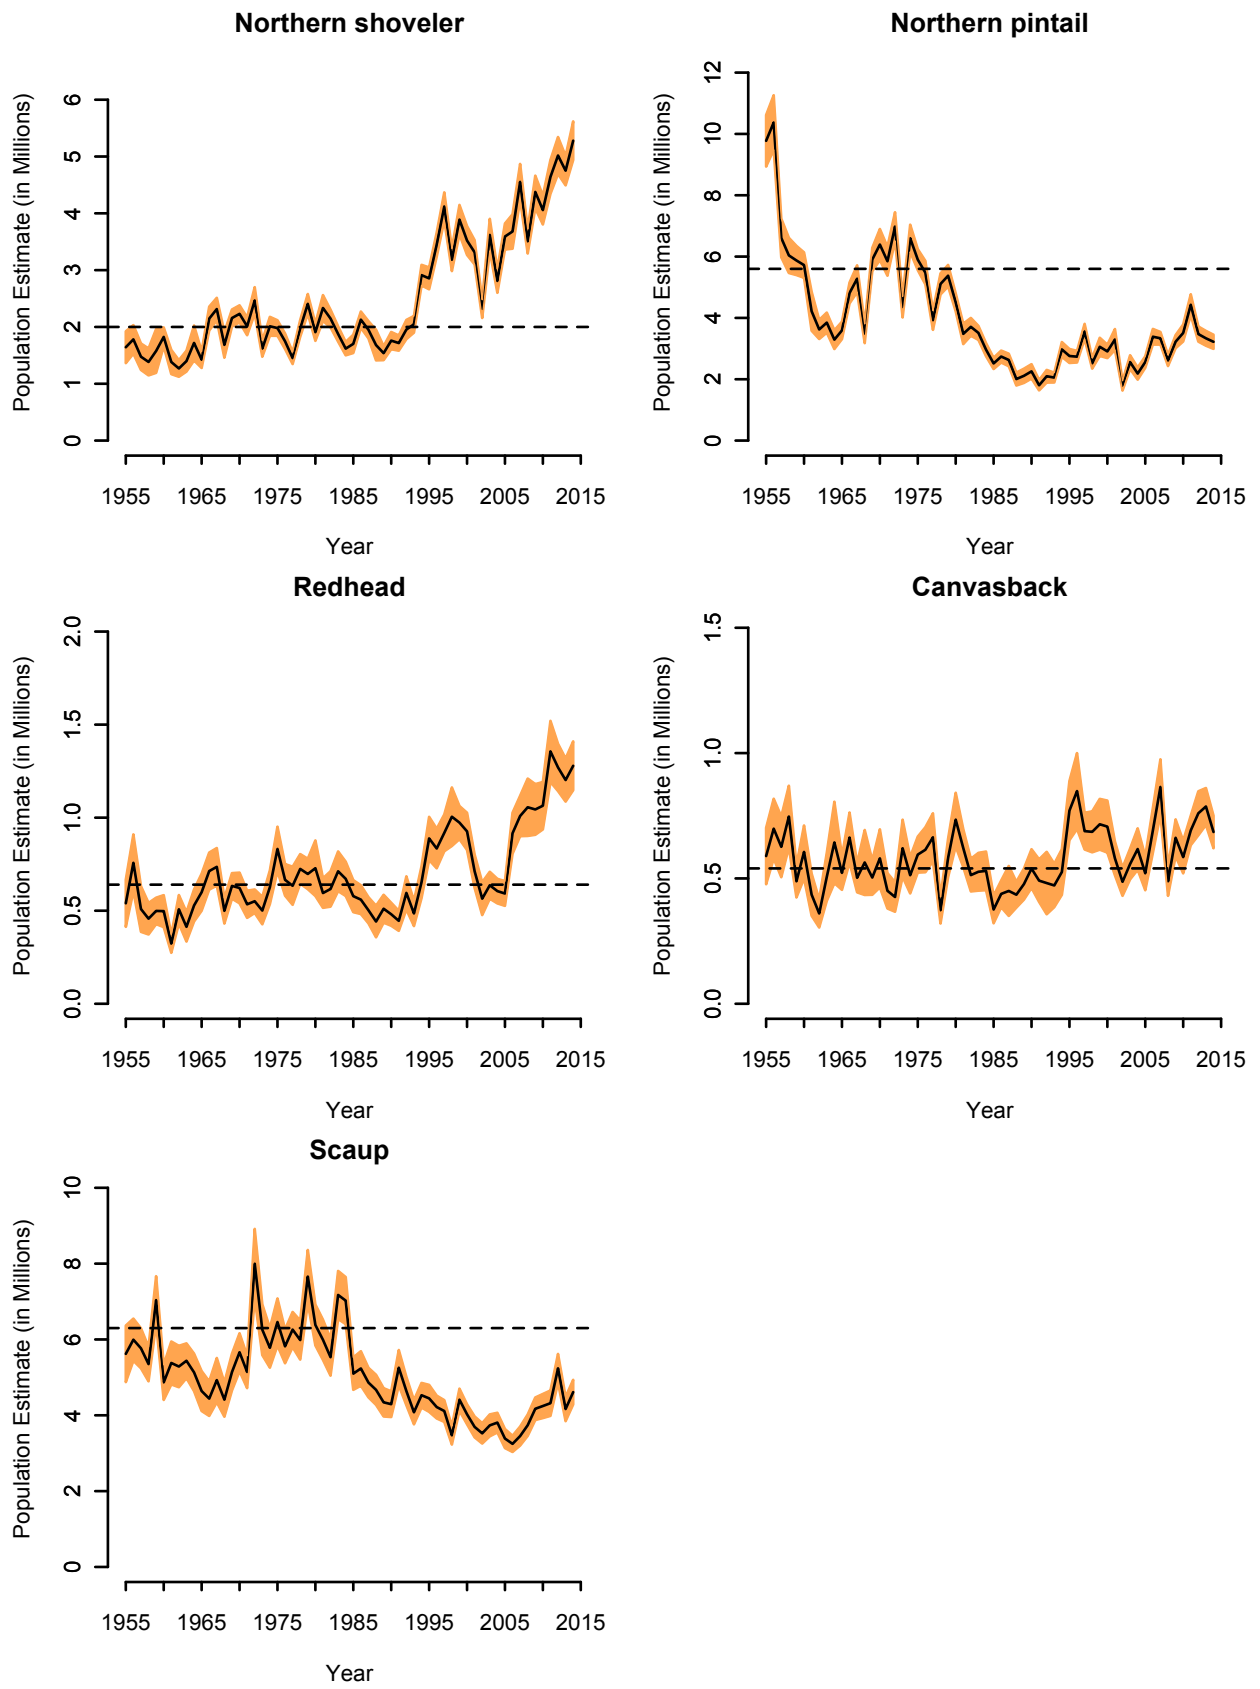 Northern shoveler
Population Estimate (in Millions)
6
5
4
3
2
1
0
1955 1965 1975 1985 1995 2005 2015
Year
Northern pintail
Population Estimate (in Millions)
12
10
8
6
4
2
0
1955 1965 1975 1985 1995 2005 2015
Year
Redhead
Population Estimate (in Millions)
2.0
1.5
1.0
0.5
0.0
1955 1965 1975 1985 1995 2005 2015
Year
Canvasback
Population Estimate (in Millions)
1.5
1.0
0.5
0.0
1955 1965 1975 1985 1995 2005 2015
Year
Scaup
Population Estimate (in Millions)
10
8
6
4
2
0
1955 1965 1975 1985 1995 2005 2015
Year